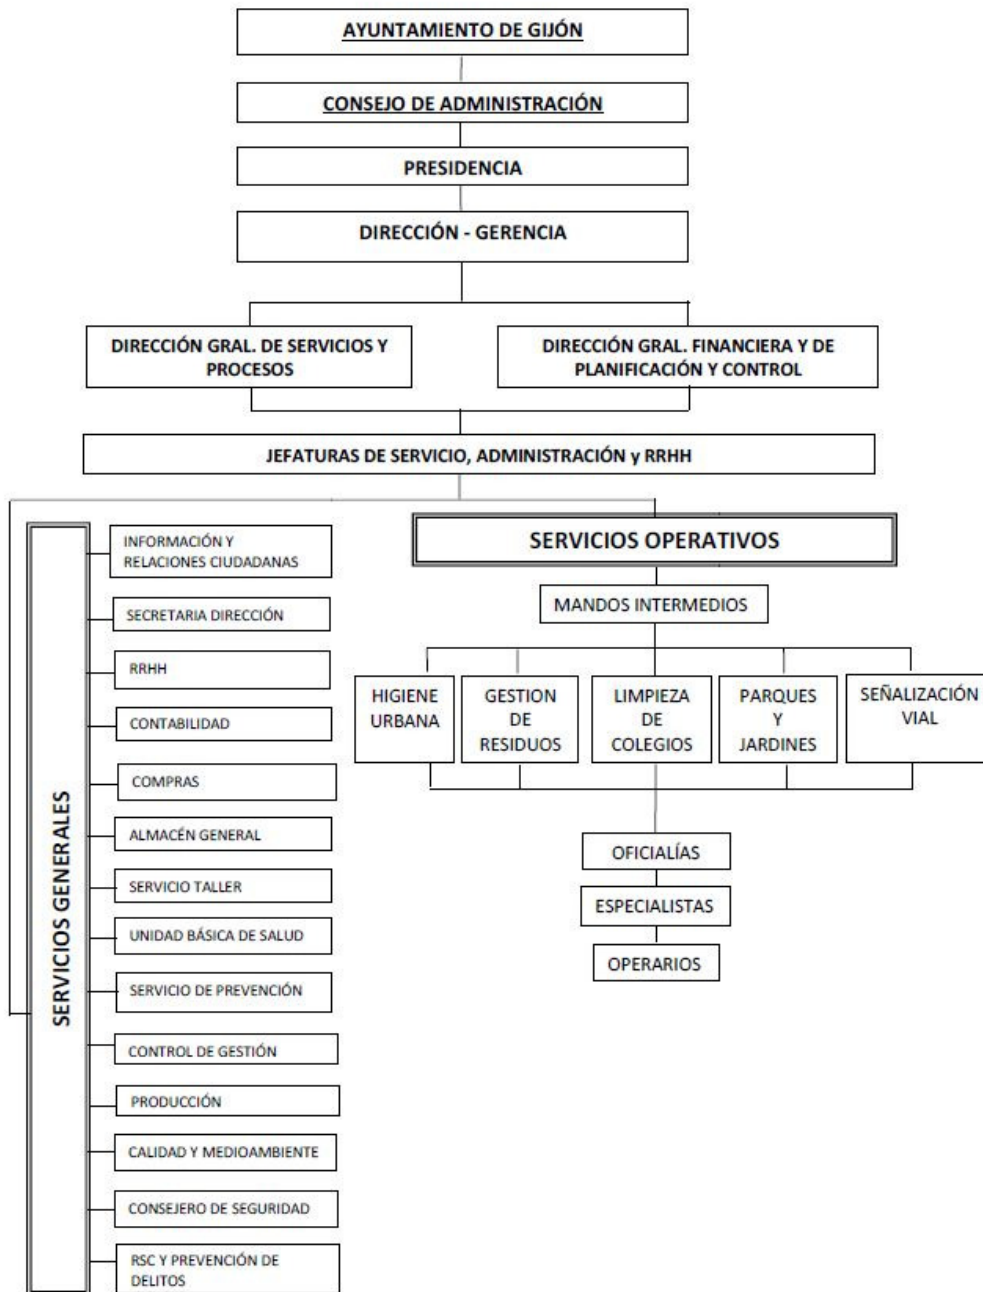 AYUNTAMIENTO DE GIJÓN
CONSEJO DE ADMINISTRACIÓN
PRESIDENCIA
DIRECCIÓN - GERENCIA
DIRECCIÓN GRAL. DE SERVICIOS Y
PROCESOS
DIRECCIÓN GRAL. FINANCIERA Y DE
PLANIFICACIÓN Y CONTROL
JEFATURAS DE SERVICIO, ADMINISTRACIÓN y RRHH
SERVICIOS GENERALES
INFORMACIÓN Y
RELACIONES CIUDADANAS
SECRETARIA DIRECCIÓN
RRHH
CONTABILIDAD
COMPRAS
ALMACÉN GENERAL
SERVICIO TALLER
UNIDAD BÁSICA DE SALUD
SERVICIO DE PREVENCIÓN
CONTROL DE GESTIÓN
PRODUCCIÓN
CALIDAD Y MEDIOAMBIENTE
CONSEJERO DE SEGURIDAD
RSC Y PREVENCIÓN DE
DELITOS
SERVICIOS OPERATIVOS
MANDOS INTERMEDIOS
HIGIENE
URBANA
GESTION
DE
RESIDUOS
LIMPIEZA
DE
COLEGIOS
PARQUES
Y
JARDINES
SEÑALIZACIÓN
VIAL
OFICIALÍAS
ESPECIALISTAS
OPERARIOS